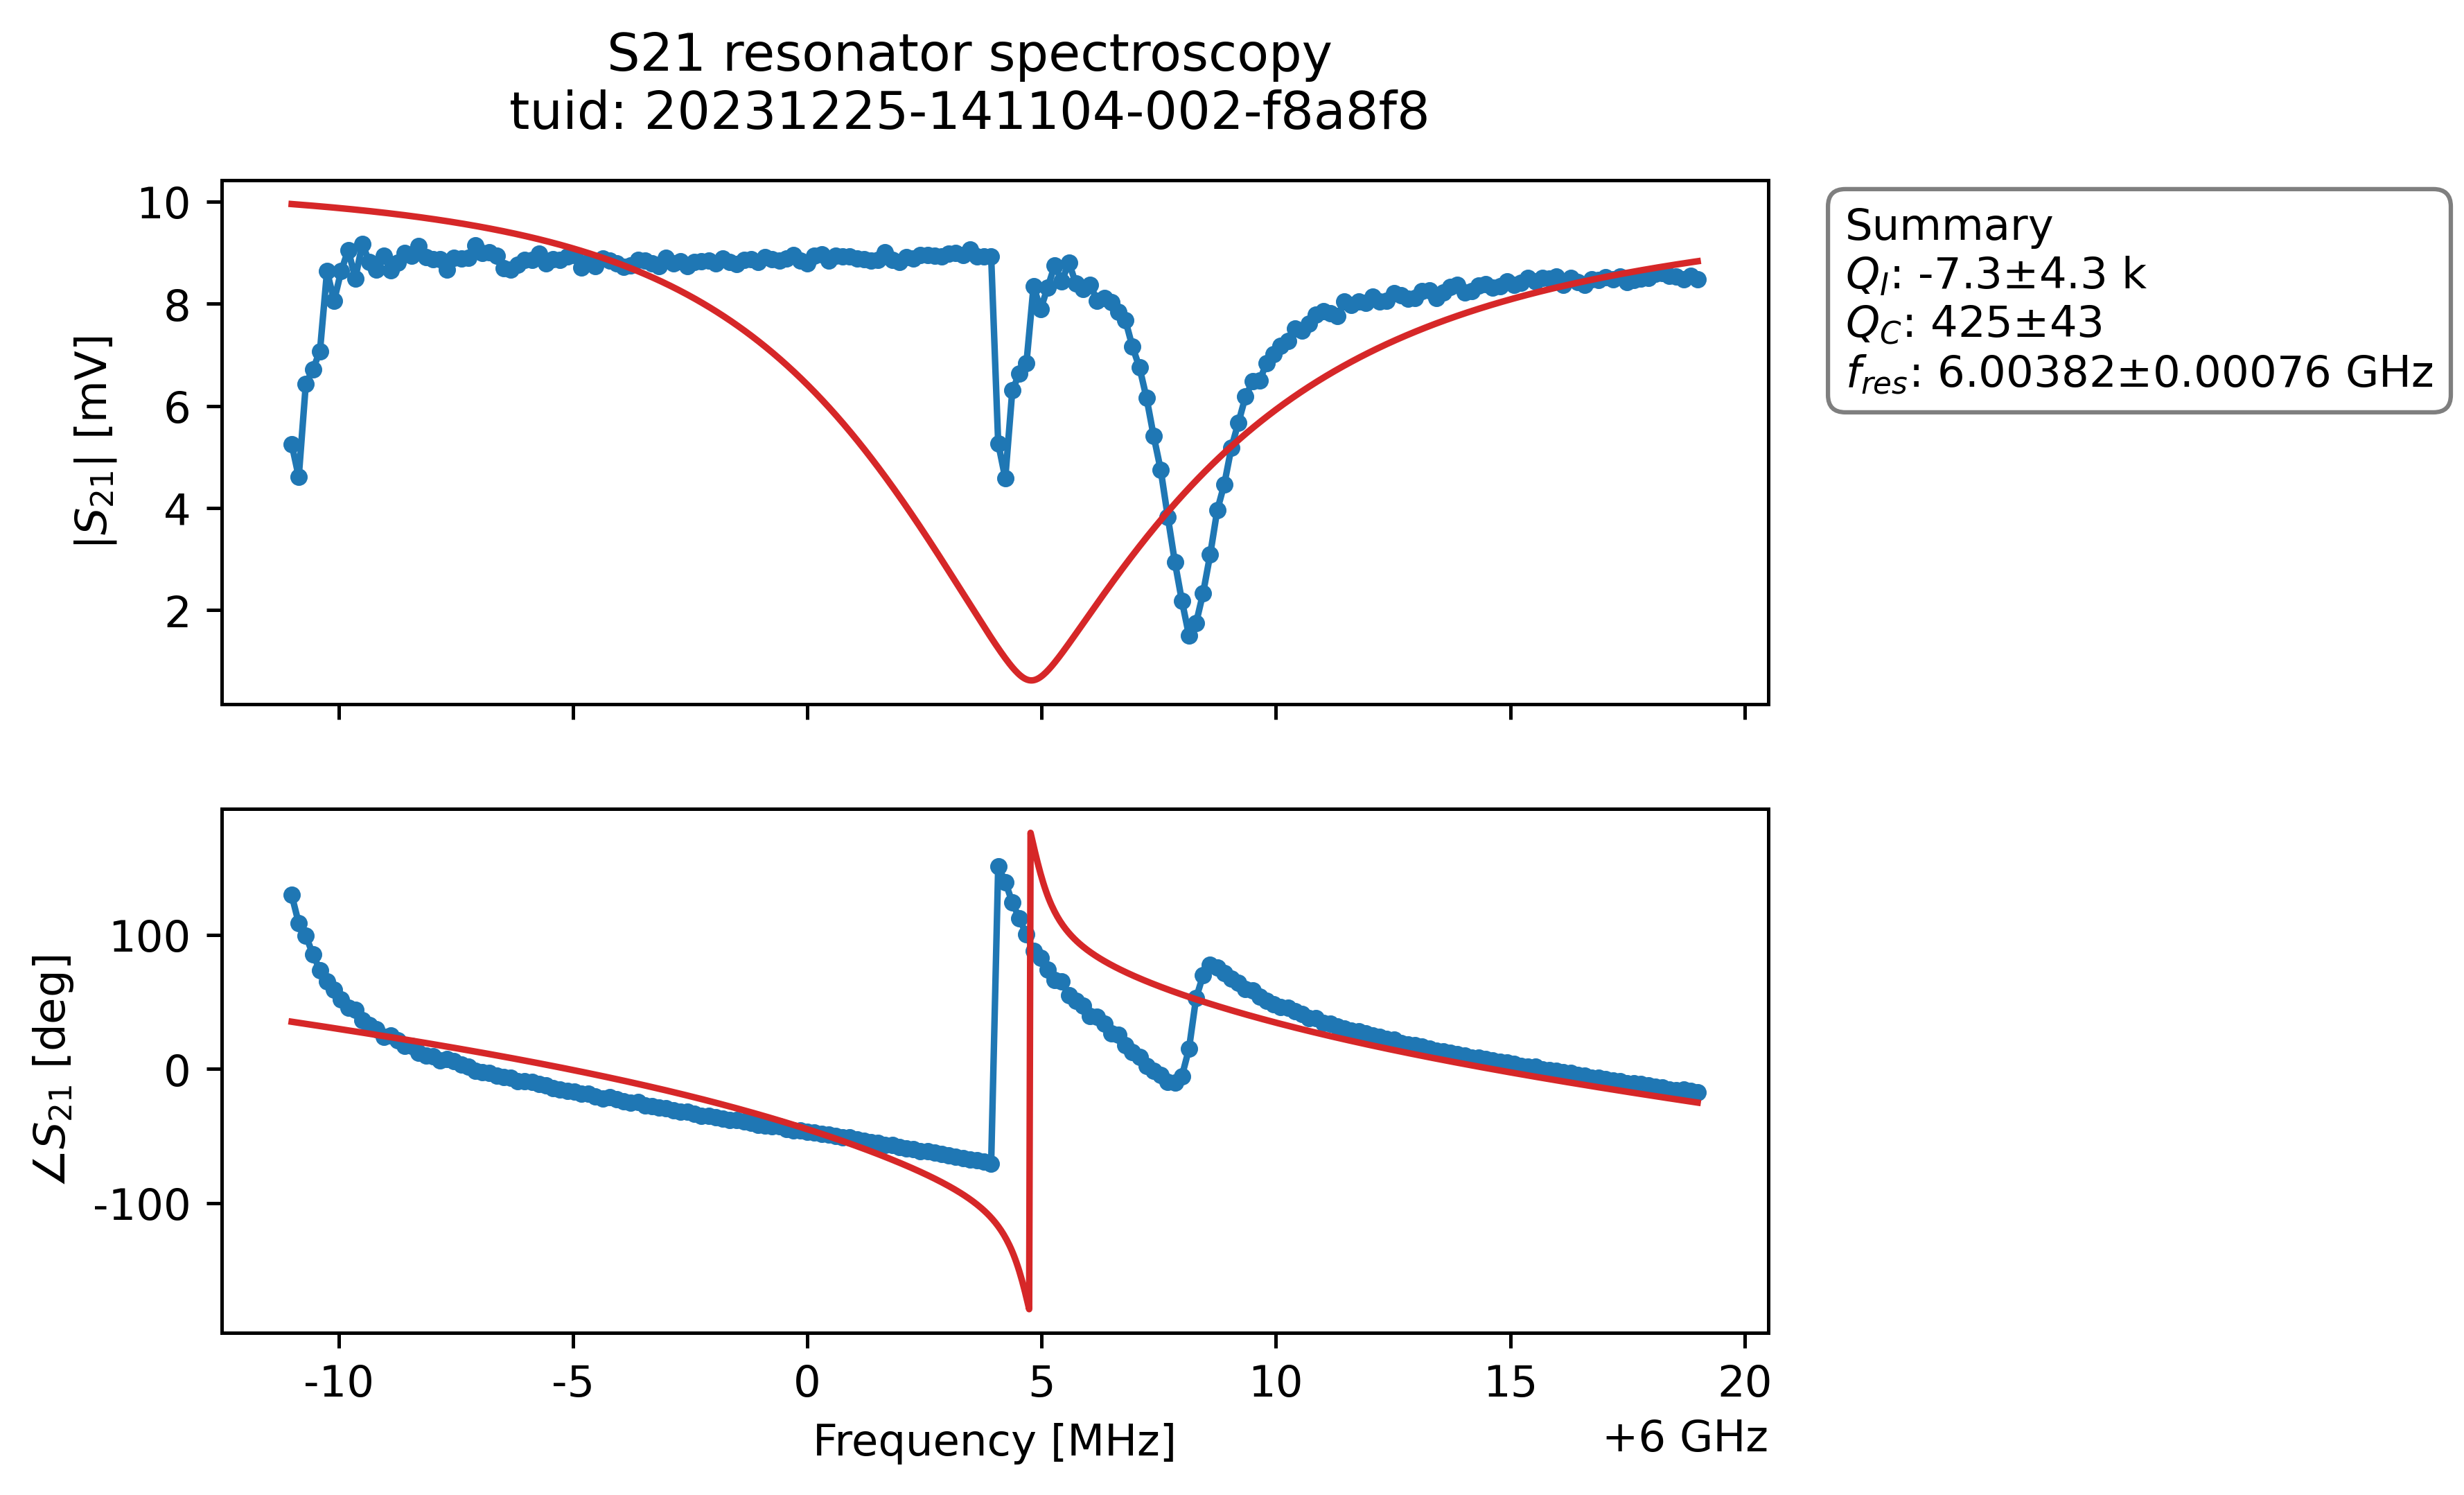 S21 resonator spectroscopy
tuid: 20231225-141104-002-f8a8f8
10
8
6
4
2
|S21| [mV]
Summary
QI: -7.3±4.3 k
QC: 425±43
fres: 6.00382±0.00076 GHz
100
0
-100
∠S21 [deg]
-10
-5
0
5
10
15
20
Frequency [MHz]
+6 GHz